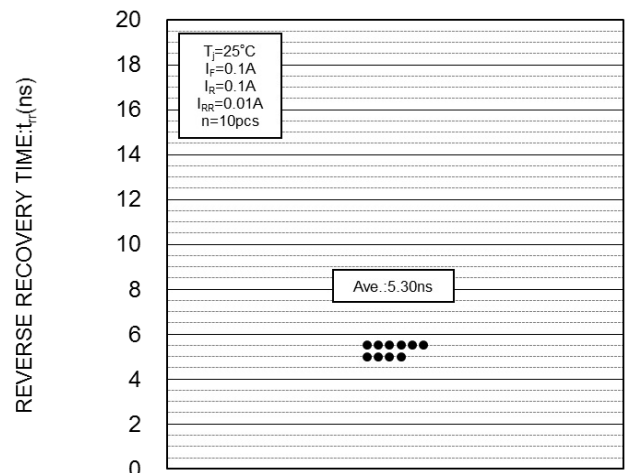 REVERSE RECOVERY TIME:trr(ns)
20
18
16
14
12
10
8
6
4
2
0
Tj=25°C
IF=0.1A
IR=0.1A
IRR=0.01A
n=10pcs
Ave.:5.30ns